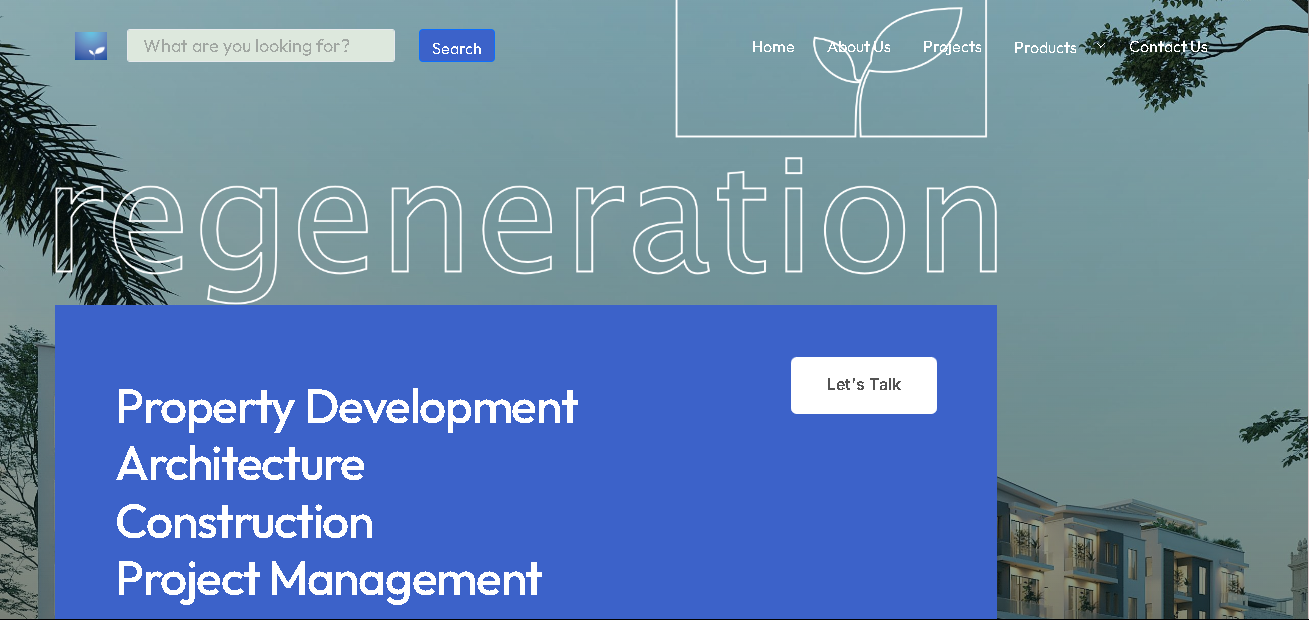 What are you looking for?
Search
Home
About Us
Projects
Products
Contact Us
regeneration
Let's Talk
Property Development
Architecture
Construction
Project Management